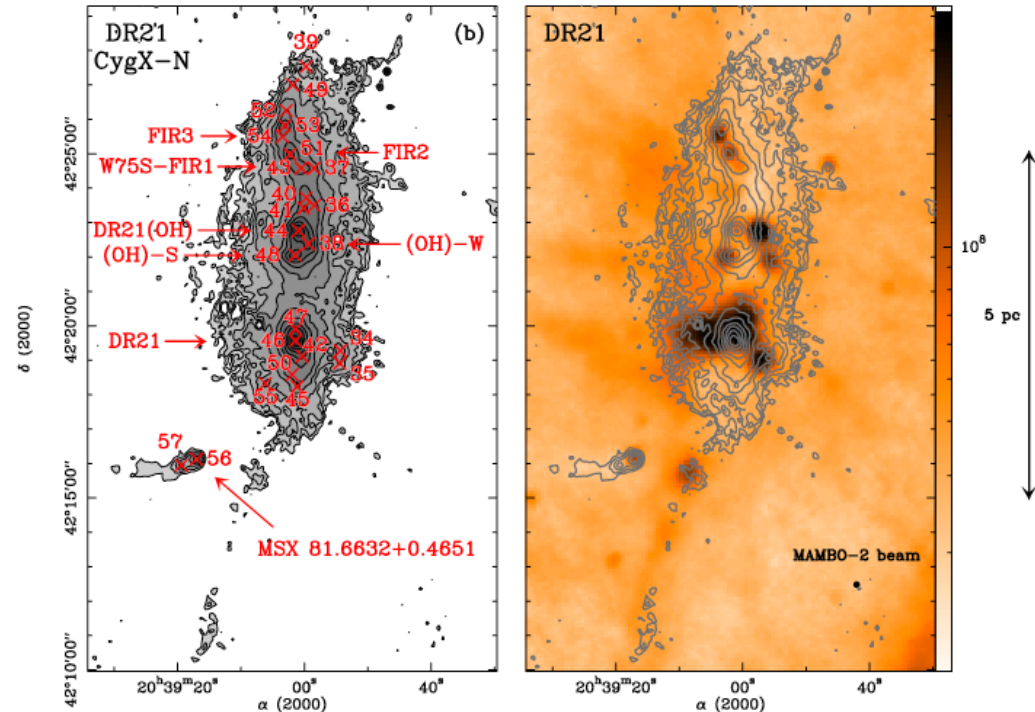 DR21
(b)
CygX-N
39
49
52
53
FIR3
54
51
FIR2
W75S-FIR1
43
37
40
36
41
DR21(OH)
44
38
(OH)-W
(OH)-S
48
47
DR21
46
42
34
50
35
55
45
57
56
MSX 81.6632+0.4651
42°25'00"
42°20'00"
42°15'00"
42°10'00"
δ (2000)
20ʰ39ᵐ20ˢ
00ˢ
40ˢ
α (2000)
DR21
MAMBO-2 beam
20ʰ39ᵐ20ˢ
00ˢ
40ˢ
α (2000)
10⁶
5 pc